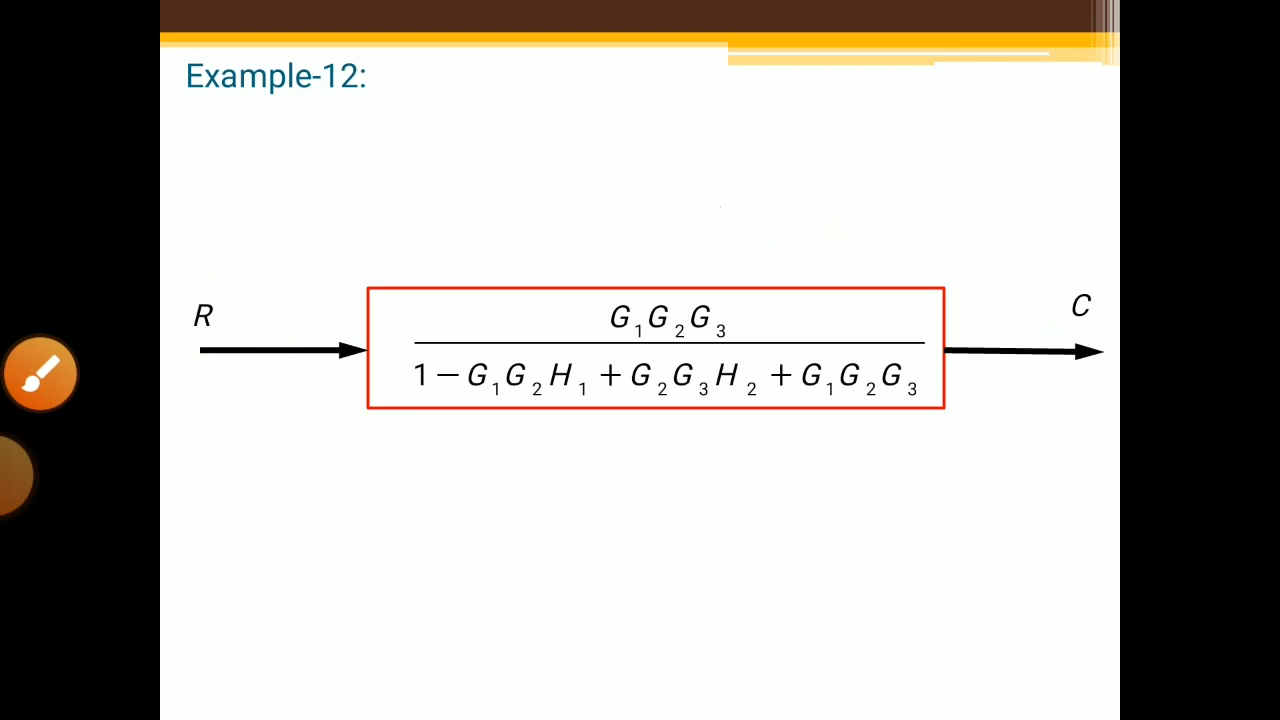 Example-12:
R
C
G₁G₂G₃
1−G₁G₂H₁+G₂G₃H₂+G₁G₂G₃